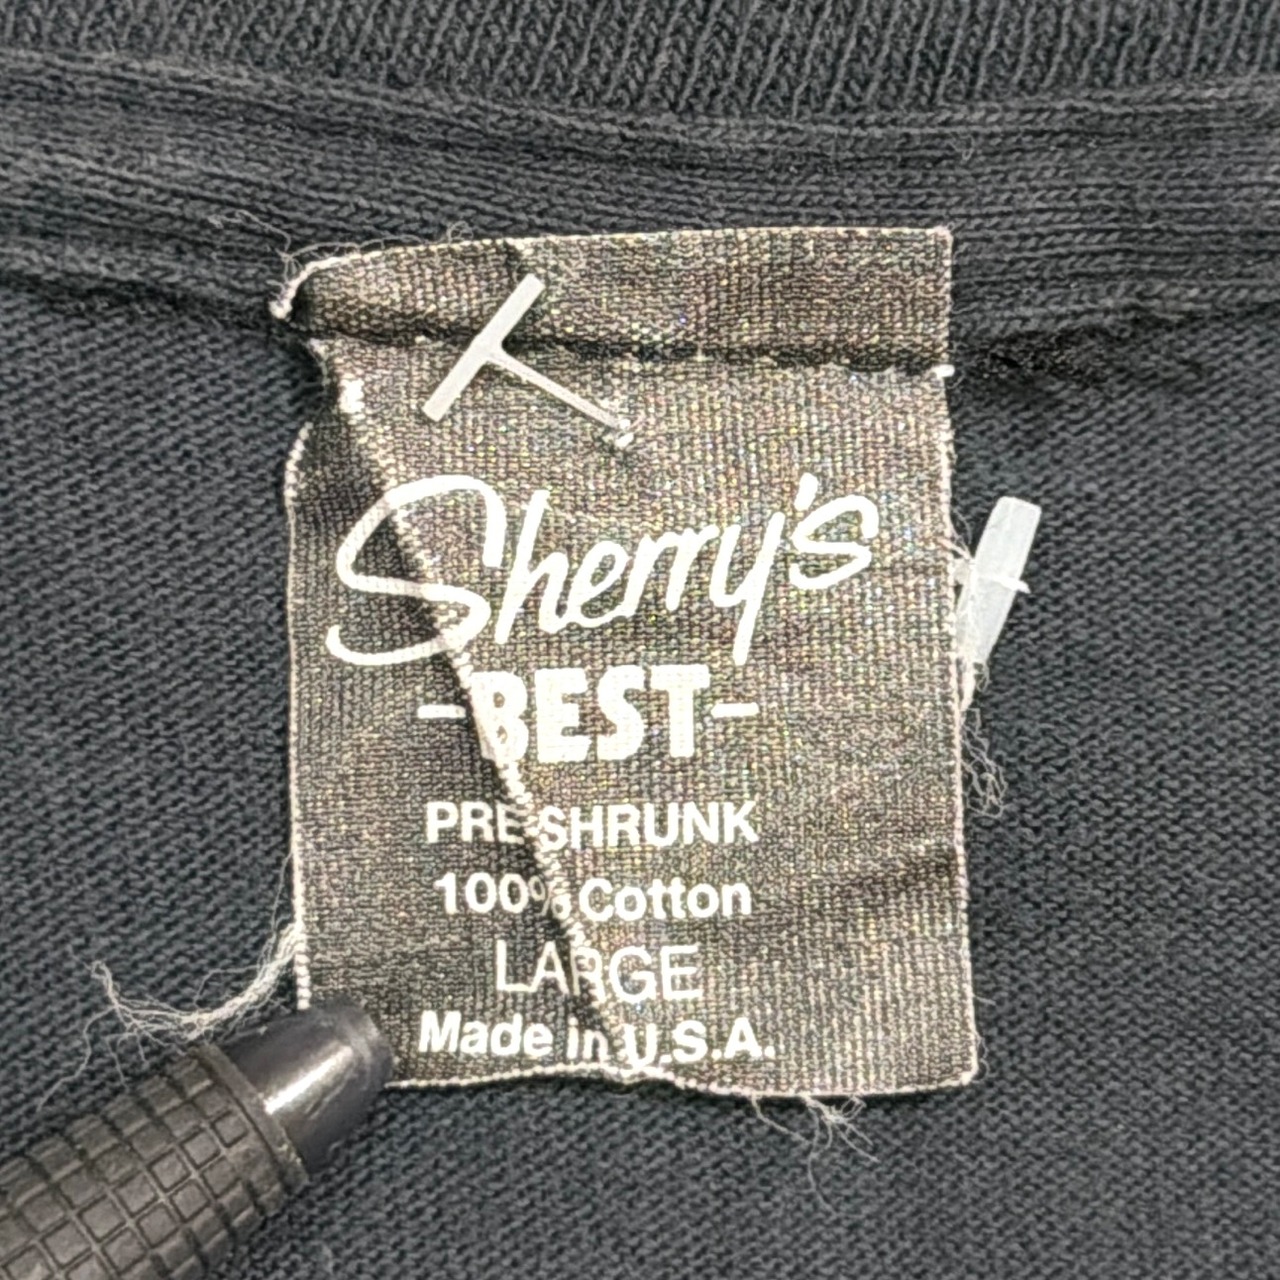 Sherry's
-BEST-
PRE SHRUNK
100% Cotton
LARGE
Made in U.S.A.